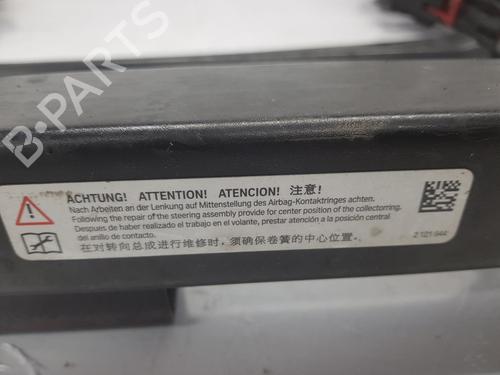 B-PARTS
ACHTUNG! ATTENTION! ATENCION! 注意!
Nach Arbeiten an der Lenkung auf Mittenstellung des Airbag-Kontaktringes achten.
Following the repair of the steering assembly provide for center position of the collectorring.
Despues de haber realizado el trabajo en el volante, prestar atención a la posición central
del anillo de contacto.
在对转向总成进行维修时，须确保卷簧的中心位置。
2 121 944